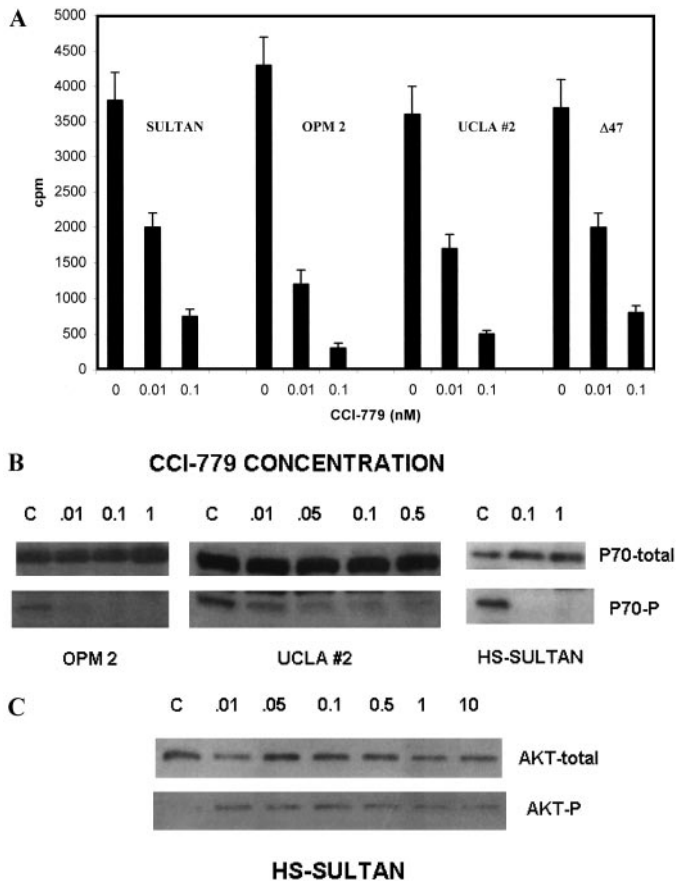 A
5000
4500
4000
3500
3000
2500
2000
1500
1000
500
0
cpm
SULTAN OPM 2 UCLA #2 Δ47
0 0.01 0.1 0 0.01 0.1 0 0.01 0.1 0 0.01 0.1
CCI-779 (nM)
B CCI-779 CONCENTRATION
C .01 0.1 1 C .01 .05 0.1 0.5 C 0.1 1
P70-total
P70-P
OPM 2 UCLA #2 HS-SULTAN
C
C .01 .05 0.1 0.5 1 10
AKT-total
AKT-P
HS-SULTAN